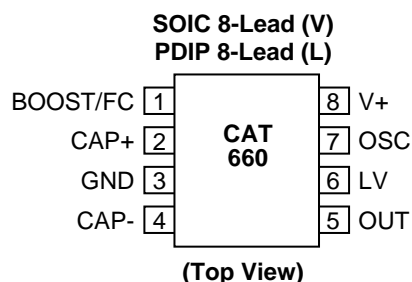 SOIC 8-Lead (V)
PDIP 8-Lead (L)
BOOST/FC 1
CAP+ 2
GND 3
CAP- 4
CAT
660
8 V+
7 OSC
6 LV
5 OUT
(Top View)